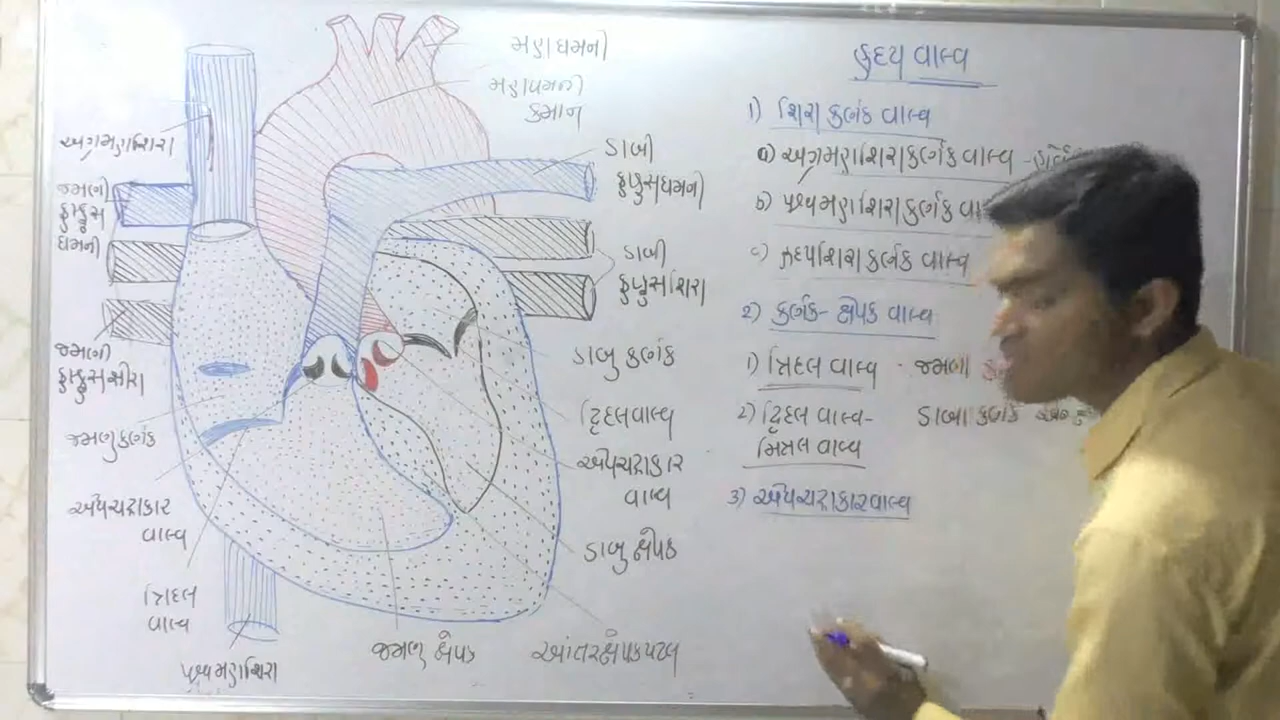 મહાધમની
મહાધમની
કમાન
ડાબી
ફુફ્ફુસધમની
ડાબી
ફુફ્ફુસશિરા
ડાબુ કર્ણક
દ્વિદલવાલ્વ
અર્ધચંદ્રાકાર
વાલ્વ
ડાબુ ક્ષેપક
આંતરક્ષેપકપટલ
અગ્રમહાશિરા
જમણી
ફુફ્ફુસ
ધમની
જમણી
ફુફ્ફુસશીરા
જમણુ કર્ણક
અર્ધચંદ્રાકાર
વાલ્વ
ત્રિદલ
વાલ્વ
પશ્ચમહાશિરા
જમણુ ક્ષેપક
હ્રદય વાલ્વ
1) શિરા કર્ણક વાલ્વ
a) અગ્રમહાશિરા કર્ણક વાલ્વ -
b) પશ્ચમહાશિરા કર્ણક
c) હ્રદયશિરા કર્ણક વાલ્વ
2) કર્ણક - ક્ષેપક વાલ્વ
1) ત્રિદલ વાલ્વ - જમણા
2) દ્વિદલ વાલ્વ - ડાબા કર્ણક
મિત્રલ વાલ્વ
3) અર્ધચંદ્રાકારવાલ્વ